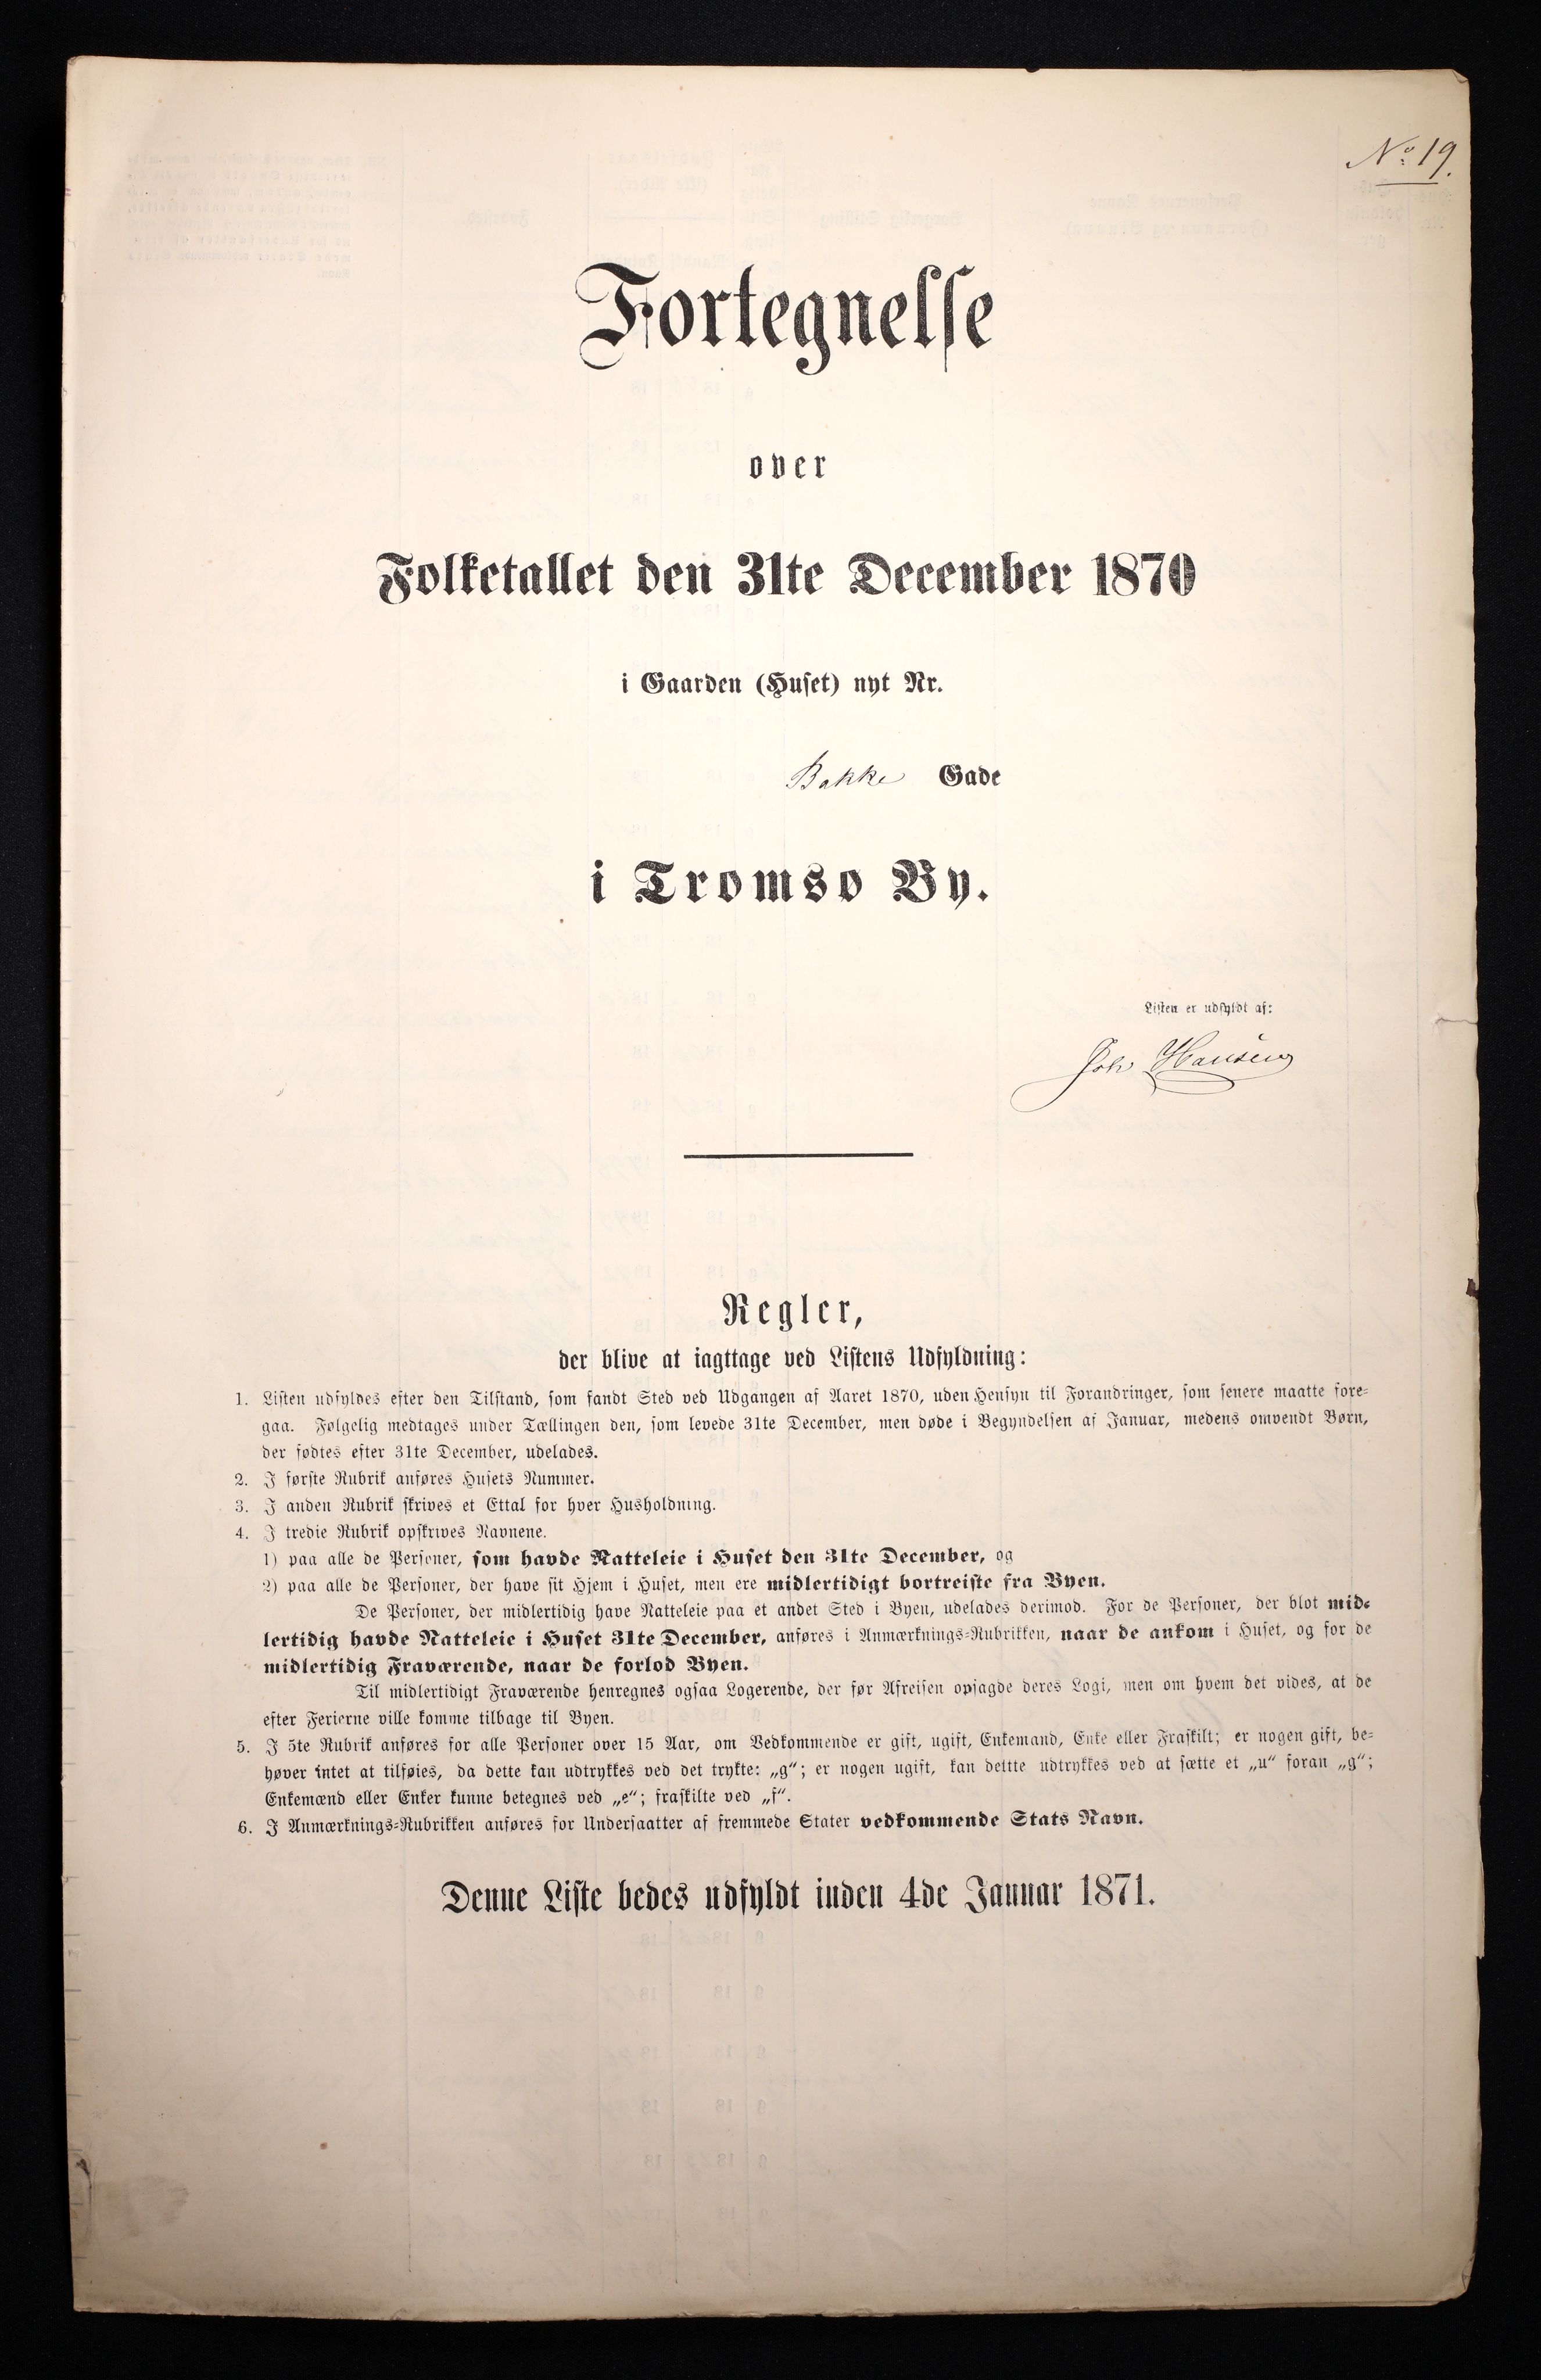 No: 19.
Fortegnelse
over
Folketallet den 31te December 1870
i Gaarden (Huset) nyt Nr.
Bakke Gade
i Tromsø By.
Listen er udfyldt af:
Joh Hansen
Regler,
der blive at iagttage ved Listens Udfyldning:
1. Listen udfyldes efter den Tilstand, som fandt Sted ved Udgangen af Aaret 1870, uden Hensyn til Forandringer, som senere maatte fore-
gaa. Følgelig medtages under Tællingen den, som levede 31te December, men døde i Begyndelsen af Januar, medens omvendt Børn,
der fødtes efter 31te December, udelades.
2. I første Rubrik anføres Husets Nummer.
3. I anden Rubrik skrives et Ettal for hver Husholdning.
4. I tredie Rubrik opskrives Navnene.
1) paa alle de Personer, som havde Natteleie i Huset den 31te December, og
2) paa alle de Personer, der have sit Hjem i Huset, men ere midlertidigt bortreiste fra Byen.
De Personer, der midlertidig have Natteleie paa et andet Sted i Byen, udelades derimod. For de Personer, der blot mid-
lertidig havde Natteleie i Huset 31te December, anføres i Anmærknings-Rubrikken, naar de ankom i Huset, og for de
midlertidig Fraværende, naar de forlod Byen.
Til midlertidigt Fraværende henregnes ogsaa Logerende, der før Afreisen opsagde deres Logi, men om hvem det vides, at de
efter Ferierne ville komme tilbage til Byen.
5. I 5te Rubrik anføres for alle Personer over 15 Aar, om Vedkommende er gift, ugift, Enkemand, Enke eller Fraskilt; er nogen gift, be-
høver intet at tilføies, da dette kan udtrykkes ved det trykte: „g“; er nogen ugift, kan dettte udtrykkes ved at sætte et „u“ foran „g“;
Enkemænd eller Enker kunne betegnes ved „e“; fraskilte ved „f“.
6. I Anmærknings-Rubrikken anføres for Undersaatter af fremmede Stater vedkommende Stats Navn.
Denne Liste bedes udfyldt inden 4de Januar 1871.